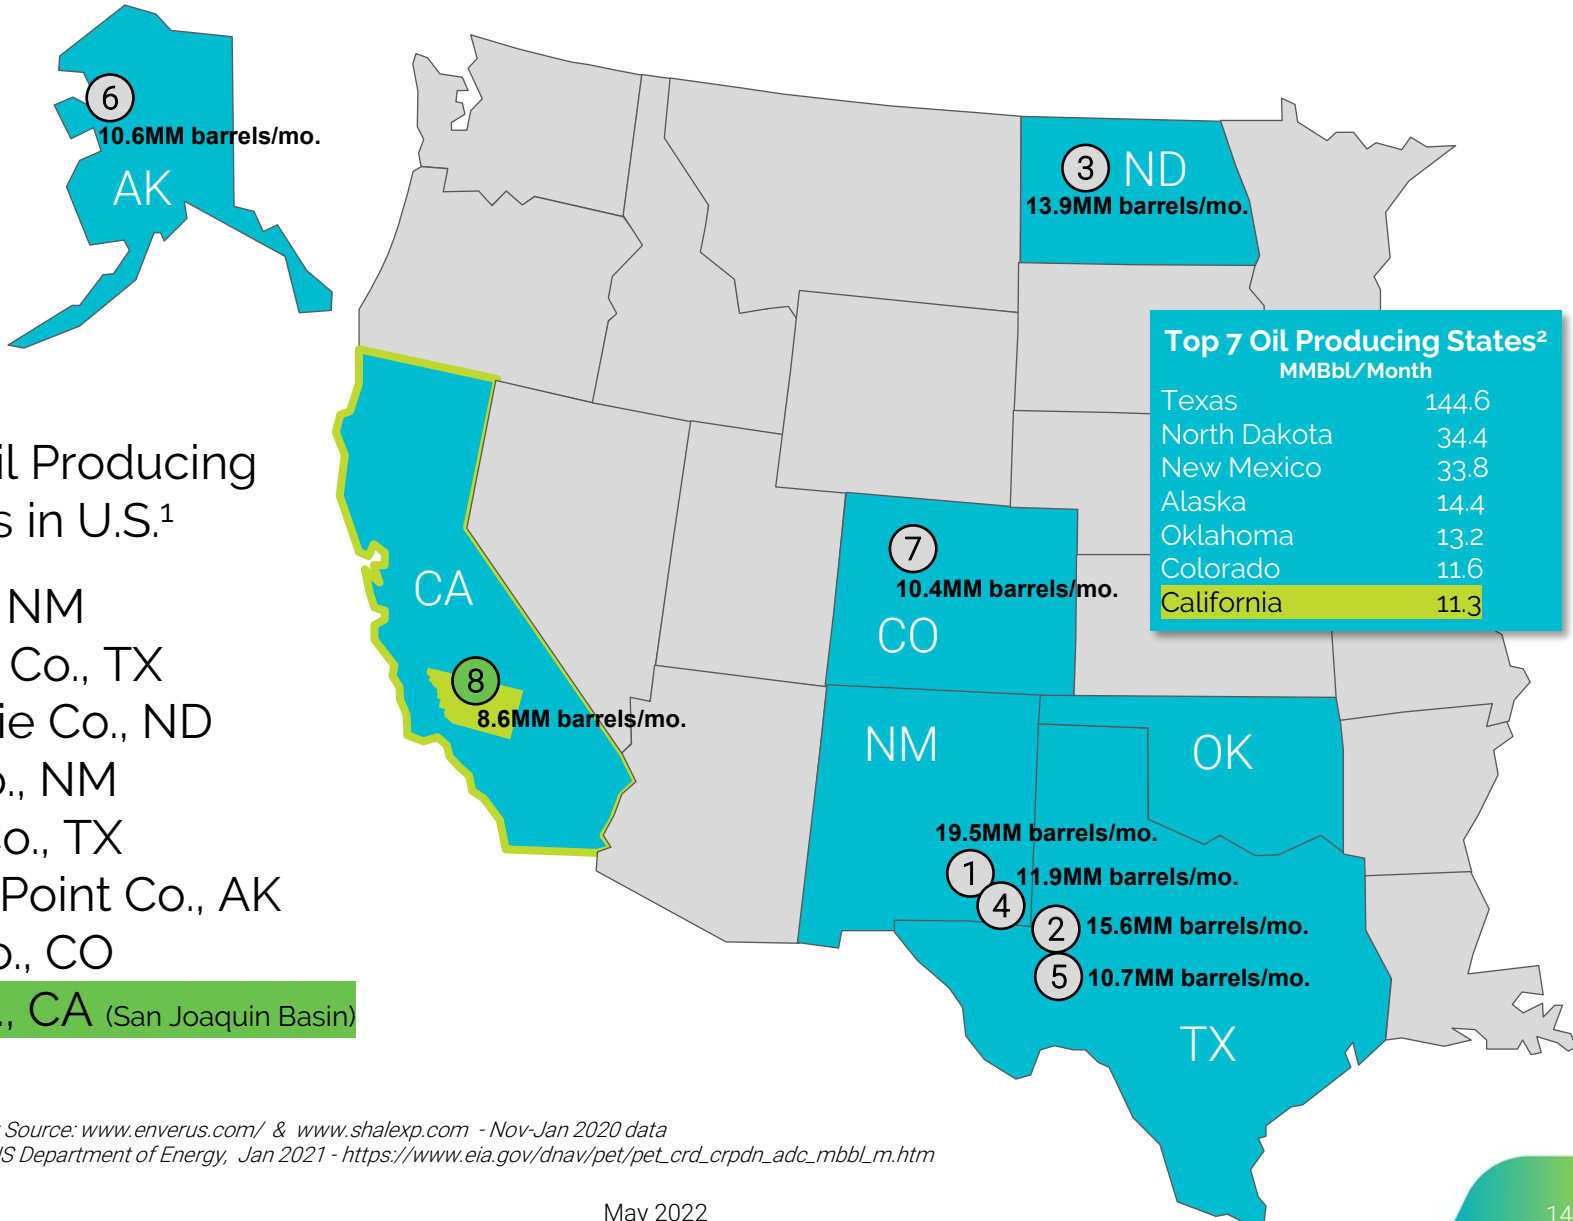 6
10.6MM barrels/mo.
AK
3
ND
13.9MM barrels/mo.
Top 7 Oil Producing States²
MMBbl/Month
Texas 144.6
North Dakota 34.4
New Mexico 33.8
Alaska 14.4
Oklahoma 13.2
Colorado 11.6
California 11.3
Producing
s in U.S.¹
NM
Co., TX
ie Co., ND
NM
TX
Point Co., AK
CO
CA (San Joaquin Basin)
CA
8
8.6MM barrels/mo.
7
10.4MM barrels/mo.
CO
NM
OK
19.5MM barrels/mo.
1
11.9MM barrels/mo.
4
2
15.6MM barrels/mo.
5
10.7MM barrels/mo.
TX
Source: www.enverus.com/ & www.shalexp.com - Nov-Jan 2020 data
US Department of Energy, Jan 2021 - https://www.eia.gov/dnav/pet/pet_crd_crpdn_adc_mbbl_m.htm
May 2022
14